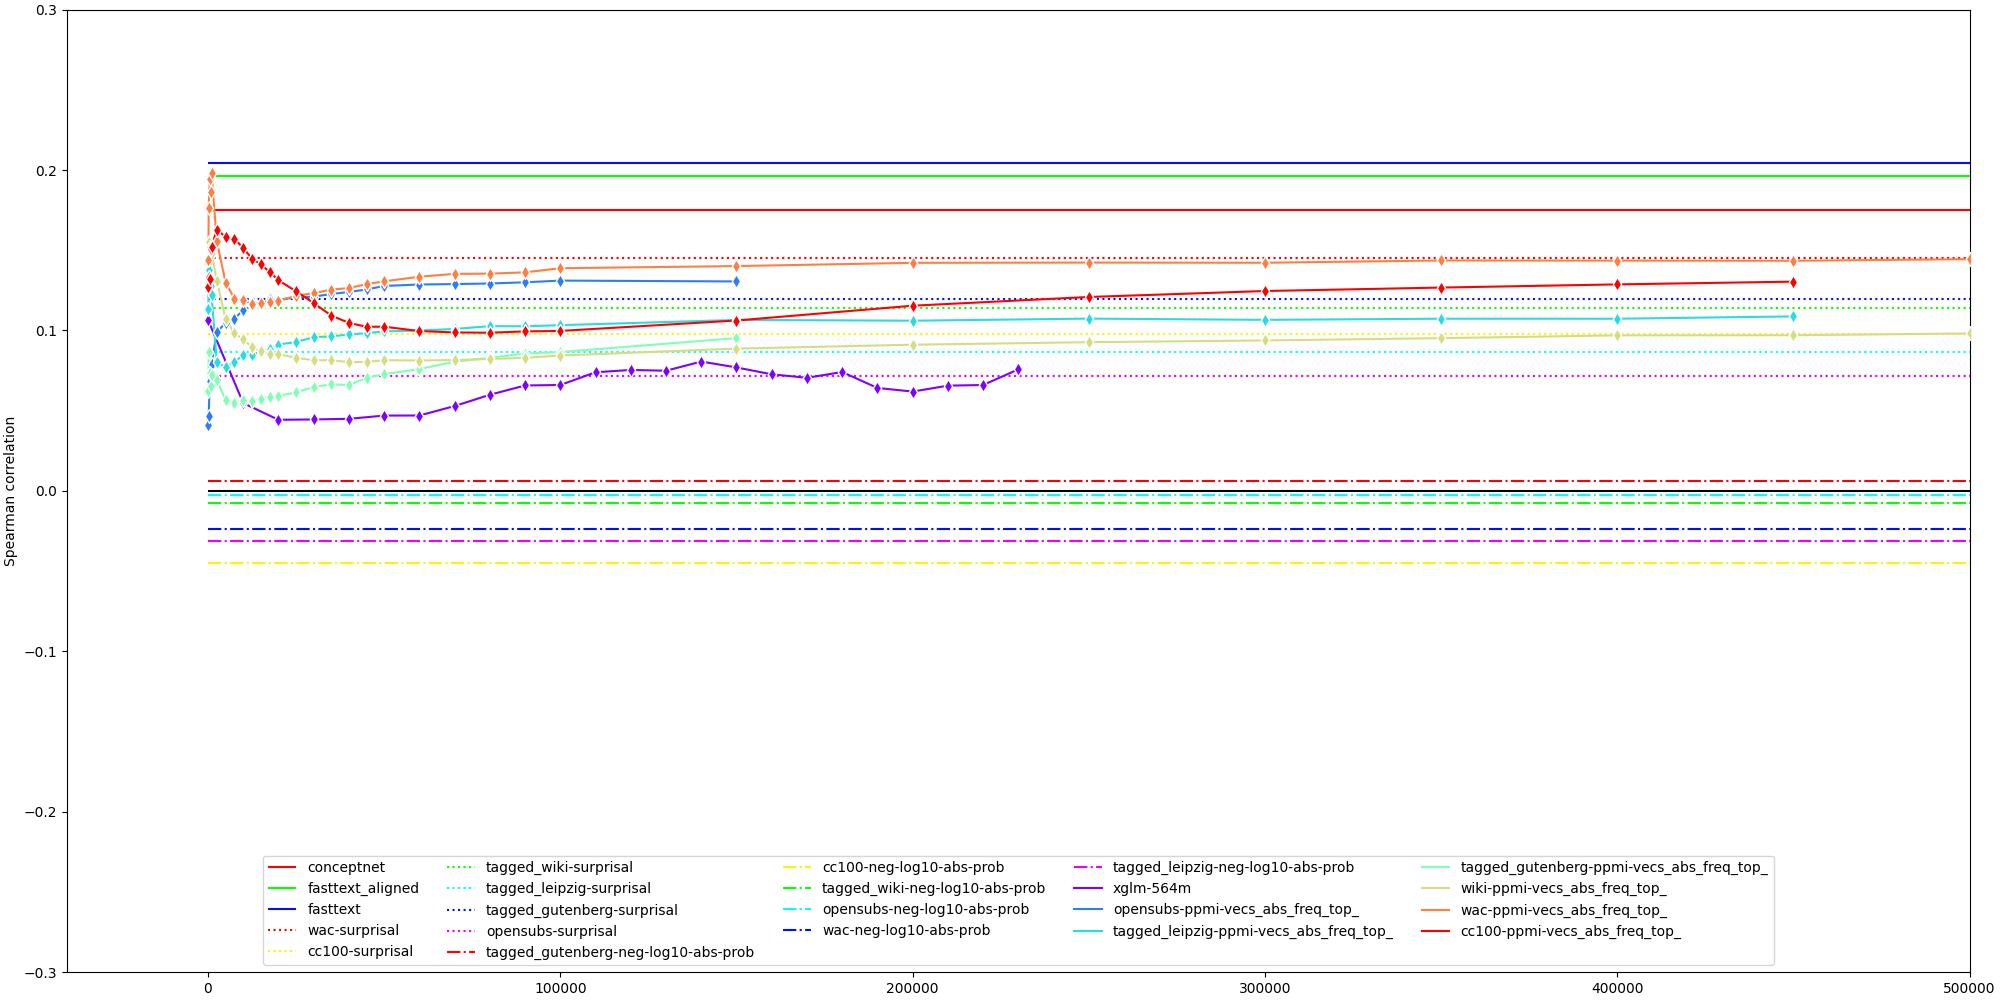 0.3
0.2
0.1
0.0
−0.1
−0.2
−0.3
Spearman correlation
conceptnet
fasttext_aligned
fasttext
wac-surprisal
cc100-surprisal
tagged_wiki-surprisal
tagged_leipzig-surprisal
tagged_gutenberg-surprisal
opensubs-surprisal
tagged_gutenberg-neg-log10-abs-prob
cc100-neg-log10-abs-prob
tagged_wiki-neg-log10-abs-prob
opensubs-neg-log10-abs-prob
wac-neg-log10-abs-prob
tagged_leipzig-neg-log10-abs-prob
xglm-564m
opensubs-ppmi-vecs_abs_freq_top_
tagged_leipzig-ppmi-vecs_abs_freq_top_
tagged_gutenberg-ppmi-vecs_abs_freq_top_
wiki-ppmi-vecs_abs_freq_top_
wac-ppmi-vecs_abs_freq_top_
cc100-ppmi-vecs_abs_freq_top_
0 100000 200000 300000 400000 500000